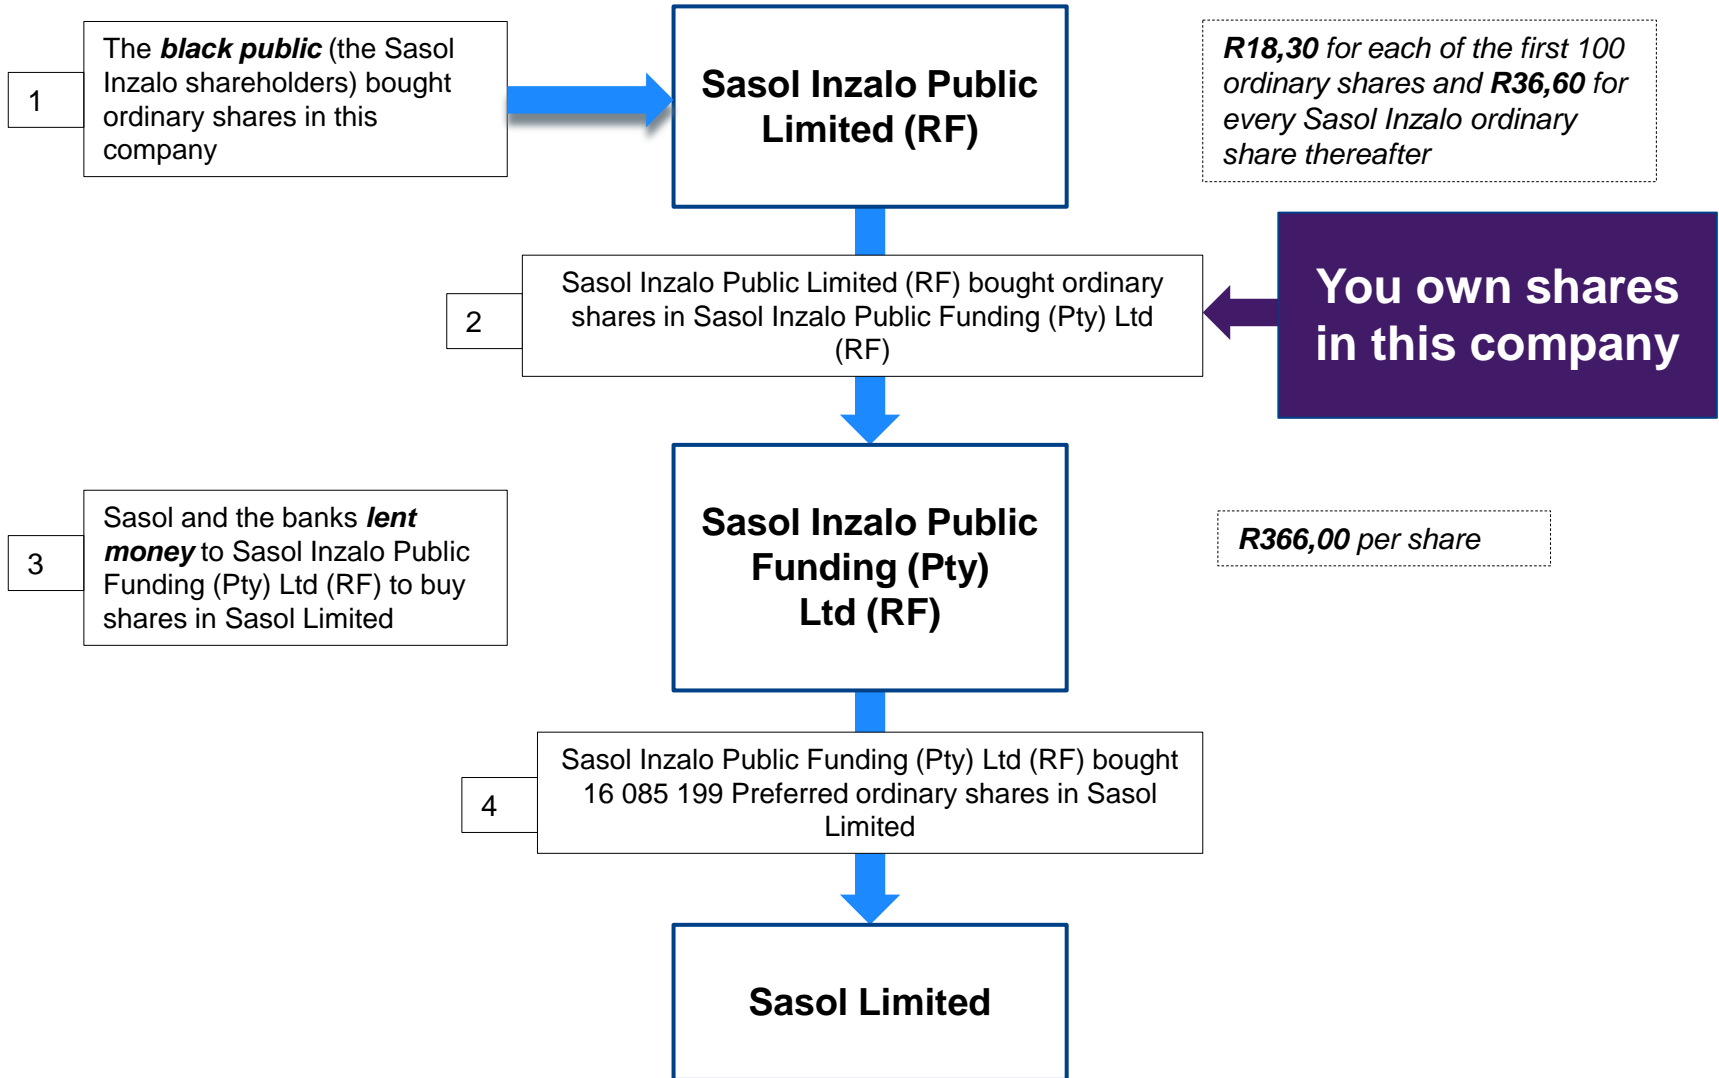 1
The black public (the Sasol
Inzalo shareholders) bought
ordinary shares in this
company
Sasol Inzalo Public
Limited (RF)
R18,30 for each of the first 100
ordinary shares and R36,60 for
every Sasol Inzalo ordinary
share thereafter
2
Sasol Inzalo Public Limited (RF) bought ordinary
shares in Sasol Inzalo Public Funding (Pty) Ltd
(RF)
You own shares
in this company
3
Sasol and the banks lent
money to Sasol Inzalo Public
Funding (Pty) Ltd (RF) to buy
shares in Sasol Limited
Sasol Inzalo Public
Funding (Pty)
Ltd (RF)
R366,00 per share
4
Sasol Inzalo Public Funding (Pty) Ltd (RF) bought
16 085 199 Preferred ordinary shares in Sasol
Limited
Sasol Limited